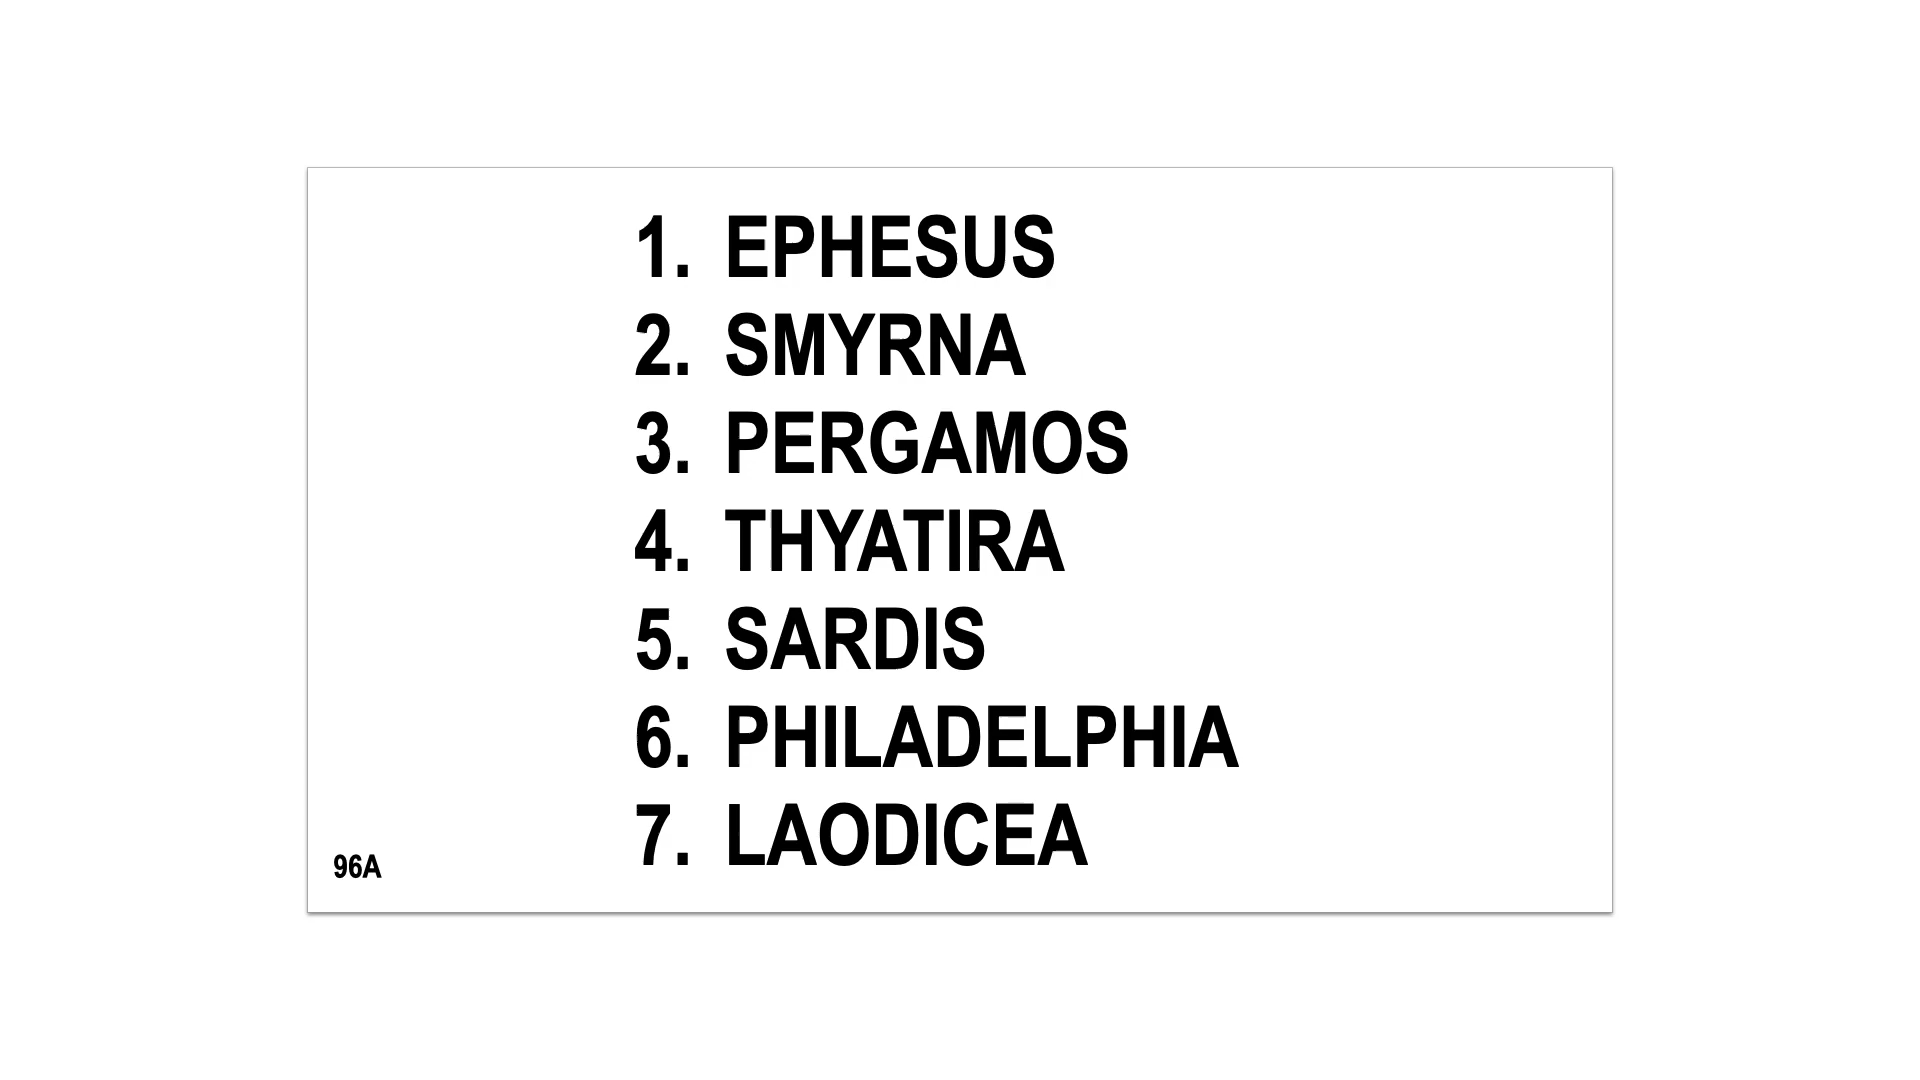 1. EPHESUS
2. SMYRNA
3. PERGAMOS
4. THYATIRA
5. SARDIS
6. PHILADELPHIA
7. LAODICEA
96A